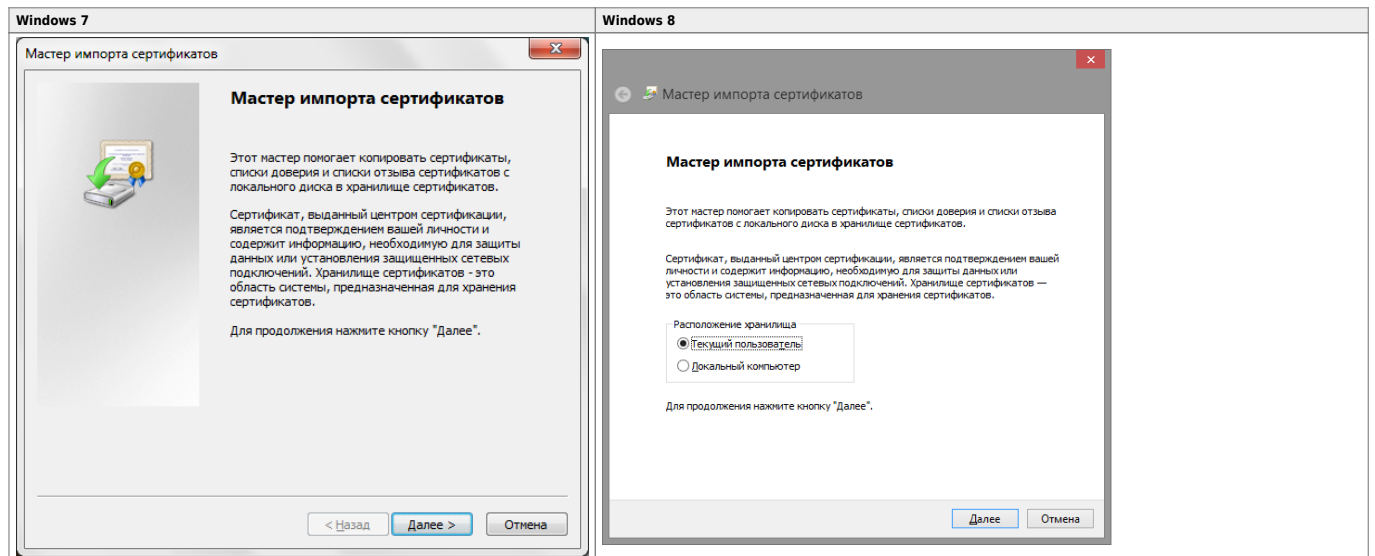 Windows 7
Мастер импорта сертификатов
Мастер импорта сертификатов
Этот мастер помогает копировать сертификаты,
списки доверия и списки отзыва сертификатов с
локального диска в хранилище сертификатов.
Сертификат, выданный центром сертификации,
является подтверждением вашей личности и
содержит информацию, необходимую для защиты
данных или установления защищенных сетевых
подключений. Хранилище сертификатов - это
область системы, предназначенная для хранения
сертификатов.
Для продолжения нажмите кнопку "Далее".
< Назад
Далее >
Отмена
Windows 8
Мастер импорта сертификатов
Мастер импорта сертификатов
Этот мастер помогает копировать сертификаты, списки доверия и списки отзыва
сертификатов с локального диска в хранилище сертификатов.
Сертификат, выданный центром сертификации, является подтверждением вашей
личности и содержит информацию, необходимую для защиты данных или
установления защищенных сетевых подключений. Хранилище сертификатов —
это область системы, предназначенная для хранения сертификатов.
Расположение хранилища
Текущий пользователь
Локальный компьютер
Для продолжения нажмите кнопку "Далее".
Далее
Отмена